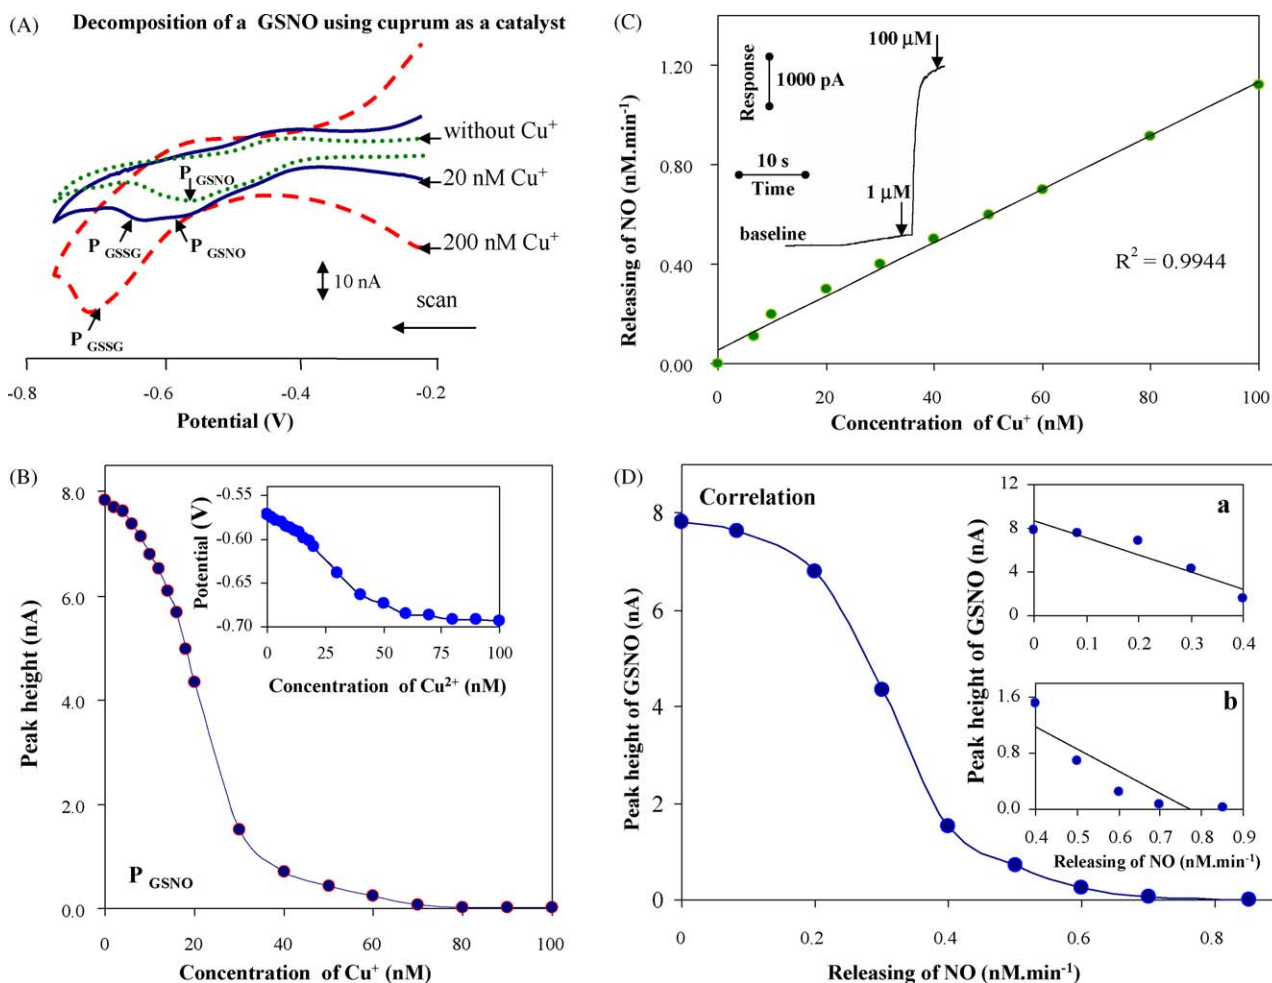 (A) Decomposition of a GSNO using cuprum as a catalyst
without Cu⁺
P GSNO
20 nM Cu⁺
P GSSG
P GSNO
200 nM Cu⁺
10 nA
scan
P GSSG
-0.8 -0.6 -0.4 -0.2
Potential (V)
(B)
Peak height (nA)
8.0
6.0
4.0
2.0
0.0
Potential (V)
-0.55
-0.60
-0.65
-0.70
0 25 50 75 100
Concentration of Cu²⁺ (nM)
P GSNO
0 20 40 60 80 100
Concentration of Cu⁺ (nM)
(C)
Releasing of NO (nM.min⁻¹)
1.20
0.80
0.40
0.00
Response
1000 pA
100 μM
10 s
Time
1 μM
baseline
R² = 0.9944
0 20 40 60 80 100
Concentration of Cu⁺ (nM)
(D)
Correlation
Peak height of GSNO (nA)
8
6
4
2
0
Peak height of GSNO (nA)
a
12
8
4
0
0 0.1 0.2 0.3 0.4
b
1.6
0.8
0.0
0.4 0.5 0.6 0.7 0.8 0.9
Releasing of NO (nM.min⁻¹)
0 0.2 0.4 0.6 0.8
Releasing of NO (nM.min⁻¹)